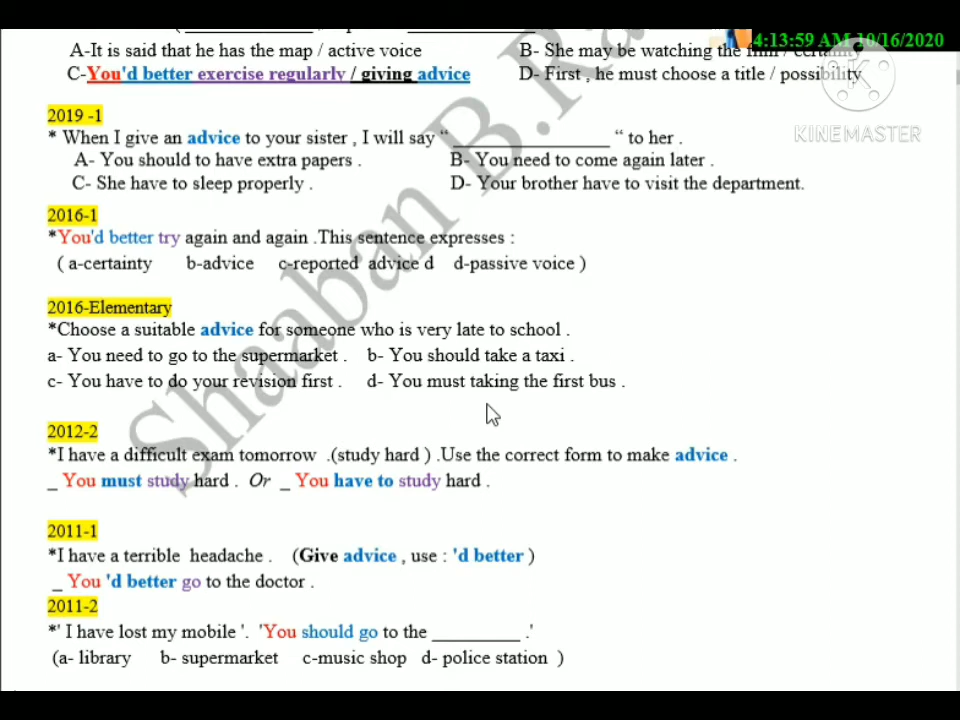 4:13:59 AM 10/16/2020
A-It is said that he has the map / active voice B- She may be watching the film / certainty
C-You'd better exercise regularly / giving advice D- First , he must choose a title / possibility
KINEMASTER
2019 -1
* When I give an advice to your sister , I will say “ ________________ “ to her .
A- You should to have extra papers . B- You need to come again later .
C- She have to sleep properly . D- Your brother have to visit the department.
2016-1
*You'd better try again and again .This sentence expresses :
( a-certainty b-advice c-reported advice d d-passive voice )
2016-Elementary
*Choose a suitable advice for someone who is very late to school .
a- You need to go to the supermarket . b- You should take a taxi .
c- You have to do your revision first . d- You must taking the first bus .
2012-2
*I have a difficult exam tomorrow .(study hard ) .Use the correct form to make advice .
_ You must study hard . Or _ You have to study hard .
2011-1
*I have a terrible headache . (Give advice , use : 'd better )
_ You 'd better go to the doctor .
2011-2
*' I have lost my mobile '. 'You should go to the _________ .'
(a- library b- supermarket c-music shop d- police station )
Shaaban B.Ra